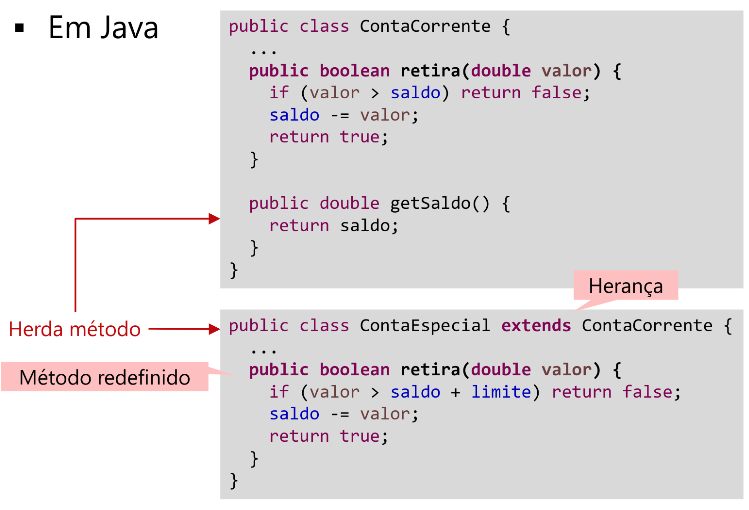 ▪ Em Java
public class ContaCorrente {
...
public boolean retira(double valor) {
if (valor > saldo) return false;
saldo -= valor;
return true;
}
public double getSaldo() {
return saldo;
}
}
Herança
Herda método
public class ContaEspecial extends ContaCorrente {
...
Método redefinido
public boolean retira(double valor) {
if (valor > saldo + limite) return false;
saldo -= valor;
return true;
}
}